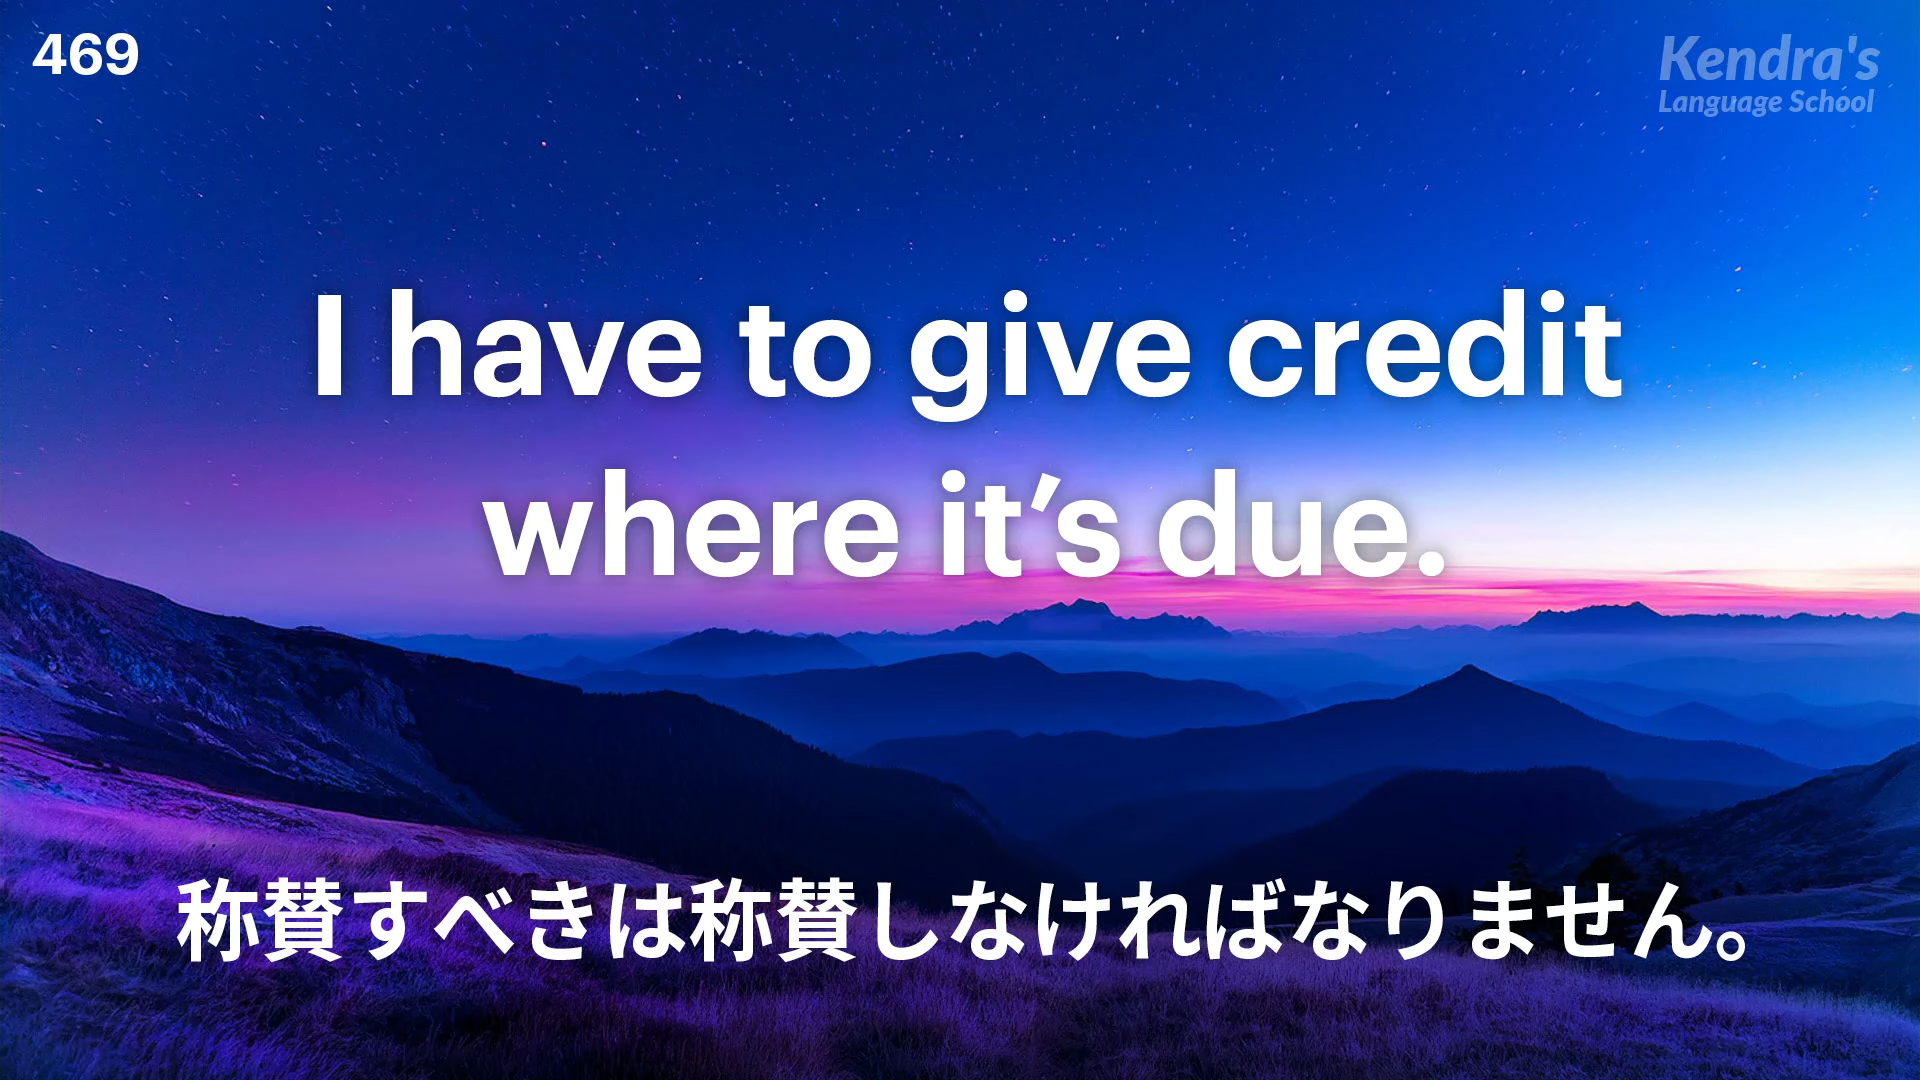 469
Kendra's
Language School
I have to give credit
where it’s due.
称賛すべきは称賛しなければなりません。